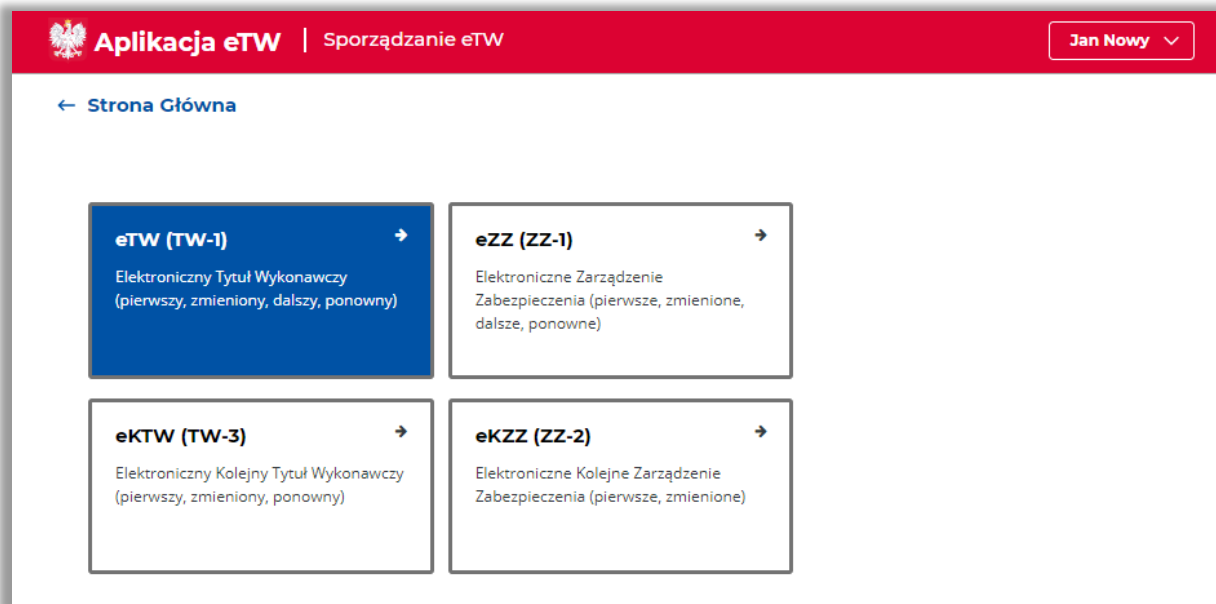 Aplikacja eTW | Sporządzanie eTW
Jan Nowy
← Strona Główna
eTW (TW-1)
Elektroniczny Tytuł Wykonawczy
(pierwszy, zmieniony, dalszy, ponowny)
eZZ (ZZ-1)
Elektroniczne Zarządzenie
Zabezpieczenia (pierwsze, zmienione,
dalsze, ponowne)
eKTW (TW-3)
Elektroniczny Kolejny Tytuł Wykonawczy
(pierwszy, zmieniony, ponowny)
eKZZ (ZZ-2)
Elektroniczne Kolejne Zarządzenie
Zabezpieczenia (pierwsze, zmienione)